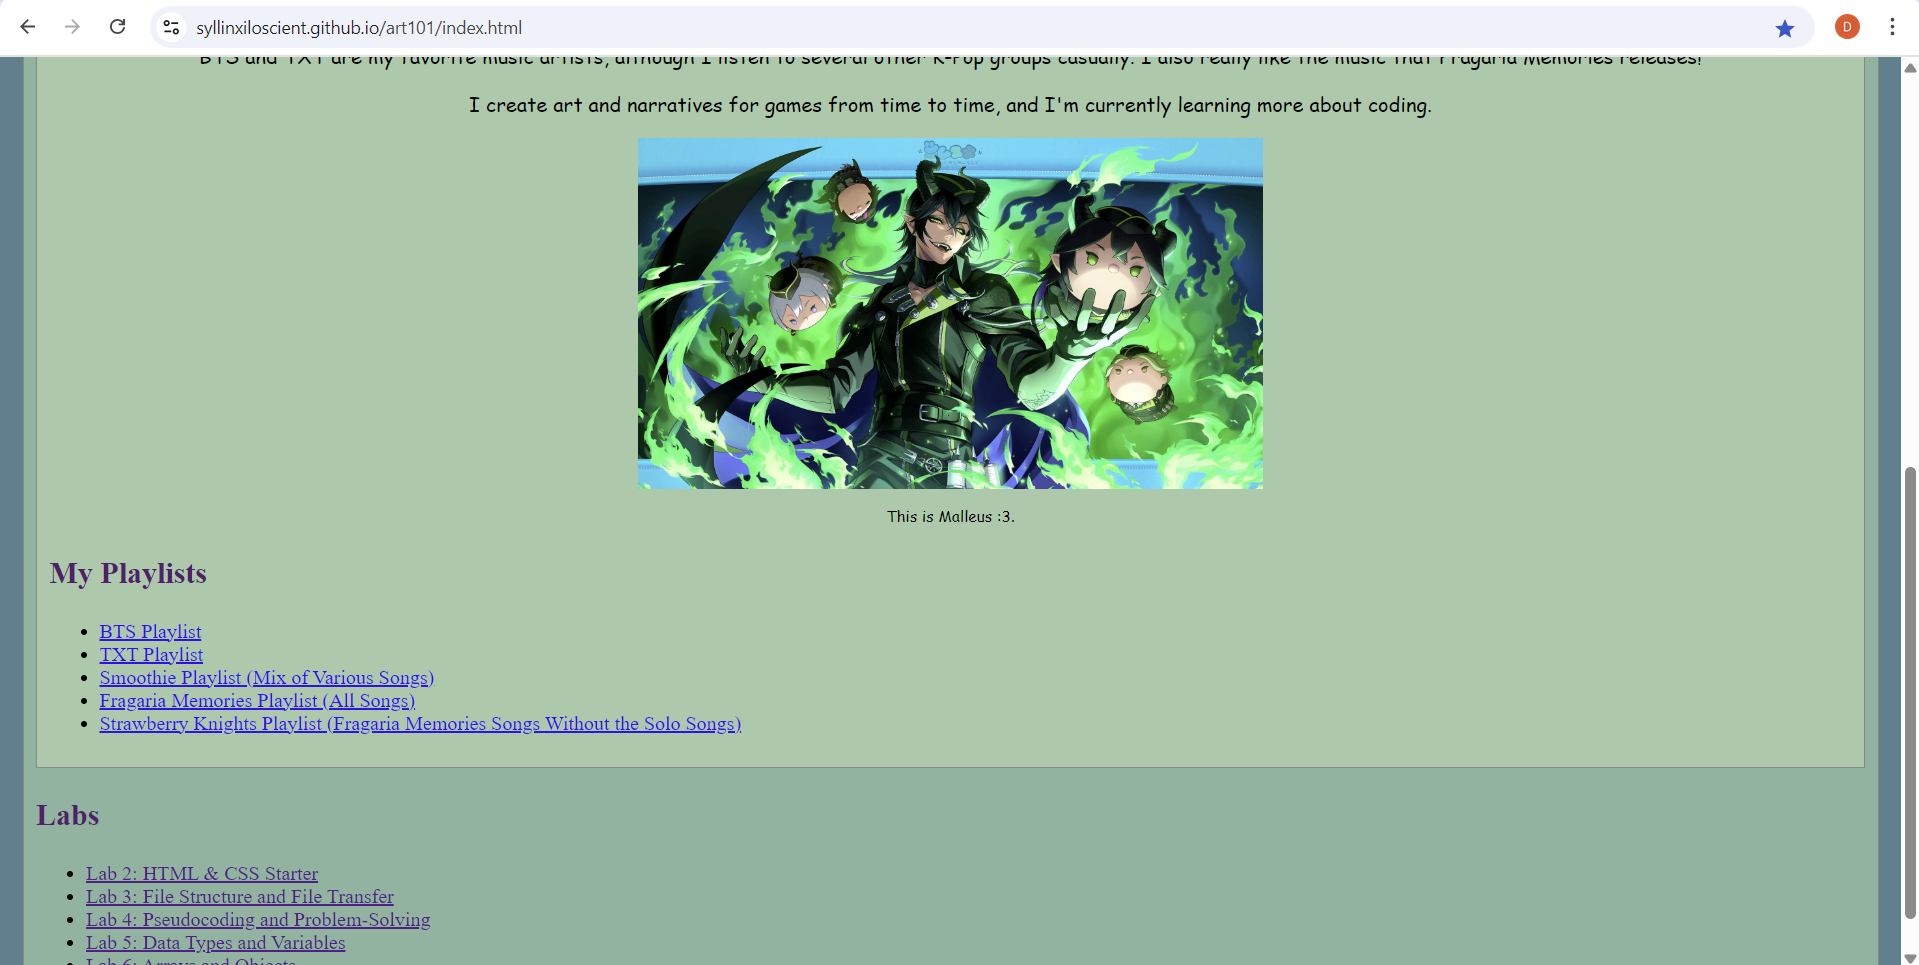 syllinxiloscient.github.io/art101/index.html
D
BTS and TXT are my favorite music artists, although I listen to several other K-Pop groups casually. I also really like the music that Fragaria Memories releases!
I create art and narratives for games from time to time, and I'm currently learning more about coding.
This is Malleus :3.
My Playlists
BTS Playlist
TXT Playlist
Smoothie Playlist (Mix of Various Songs)
Fragaria Memories Playlist (All Songs)
Strawberry Knights Playlist (Fragaria Memories Songs Without the Solo Songs)
Labs
Lab 2: HTML & CSS Starter
Lab 3: File Structure and File Transfer
Lab 4: Pseudocoding and Problem-Solving
Lab 5: Data Types and Variables
Lab 6: Arrays and Objects